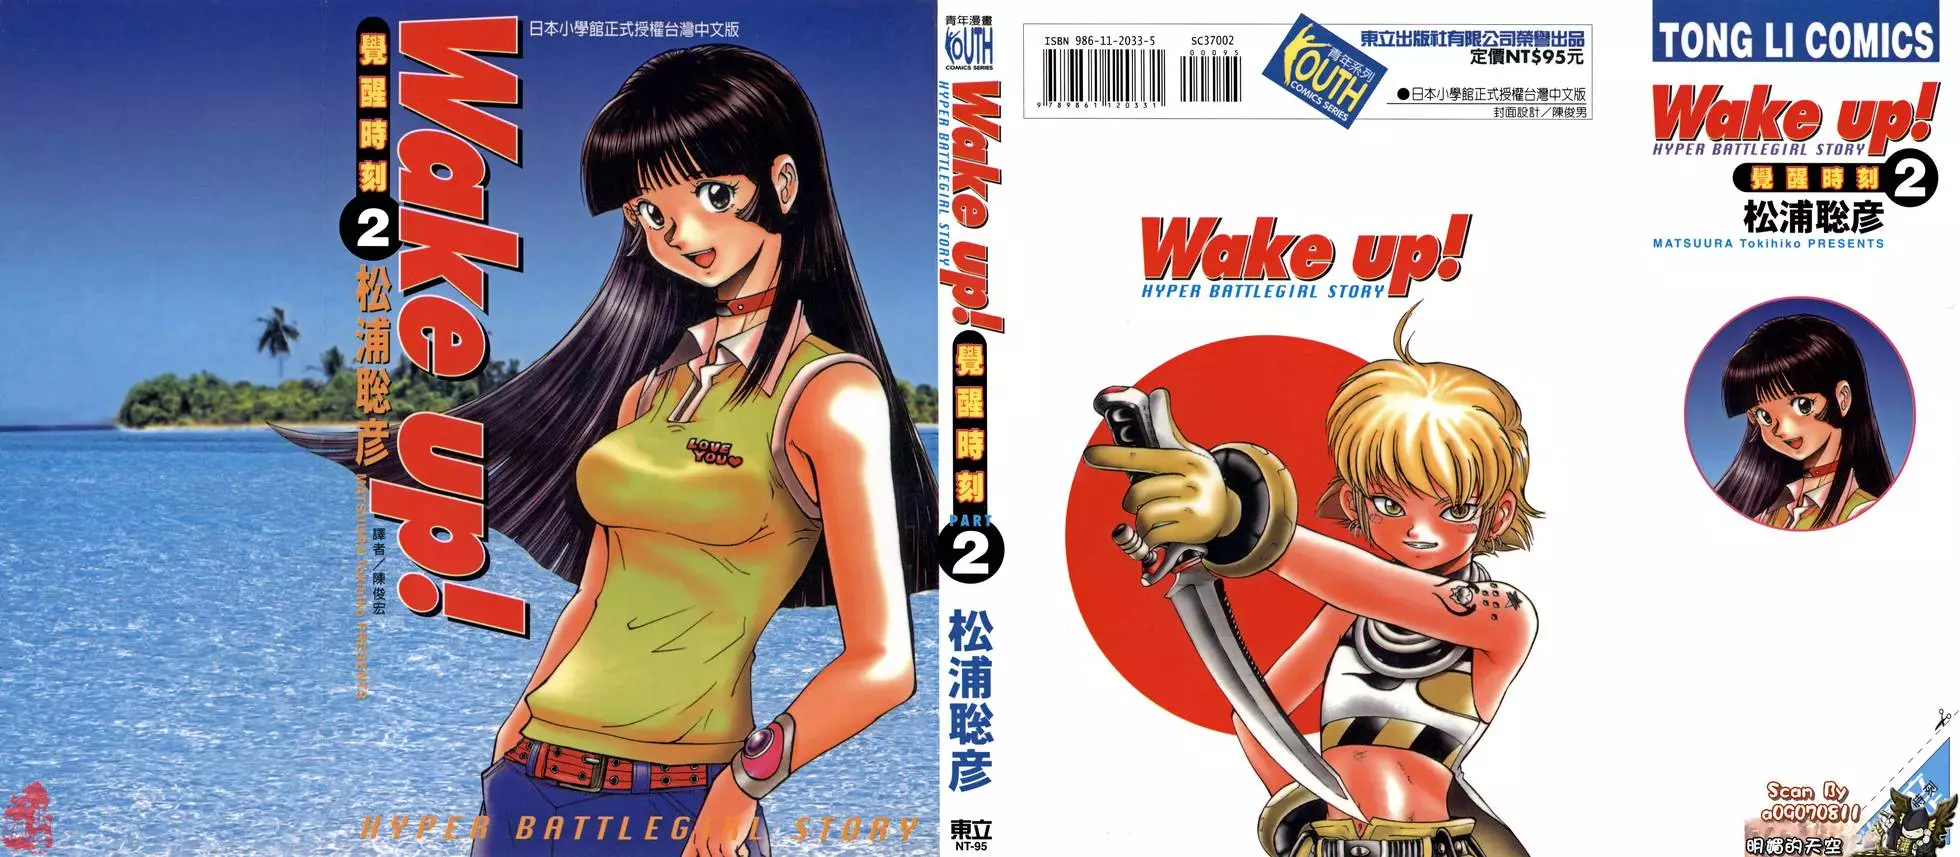 日本小學館正式授權台灣中文版
Wake up!
覺醒時刻
2
松浦聡彦
MATSUURA Tokihiko PRESENTS
譯者／陳俊宏
HYPER BATTLEGIRL STORY
LOVE
YOU
青年漫畫
YOUTH
COMICS SERIES
Wake up!
HYPER BATTLEGIRL STORY
覺醒時刻
PART
2
松浦聡彦
東立
NT-95
ISBN 986-11-2033-5
SC37002
00095
9789861120331
青年系列
YOUTH
COMICS SERIES
東立出版社有限公司榮譽出品
定價NT$95元
●日本小學館正式授權台灣中文版
封面設計／陳俊男
Wake up!
HYPER BATTLEGIRL STORY
TONG LI COMICS
Wake up!
HYPER BATTLEGIRL STORY
覺醒時刻
2
松浦聡彦
MATSUURA Tokihiko PRESENTS
Scan By
a09070811
明媚的天空